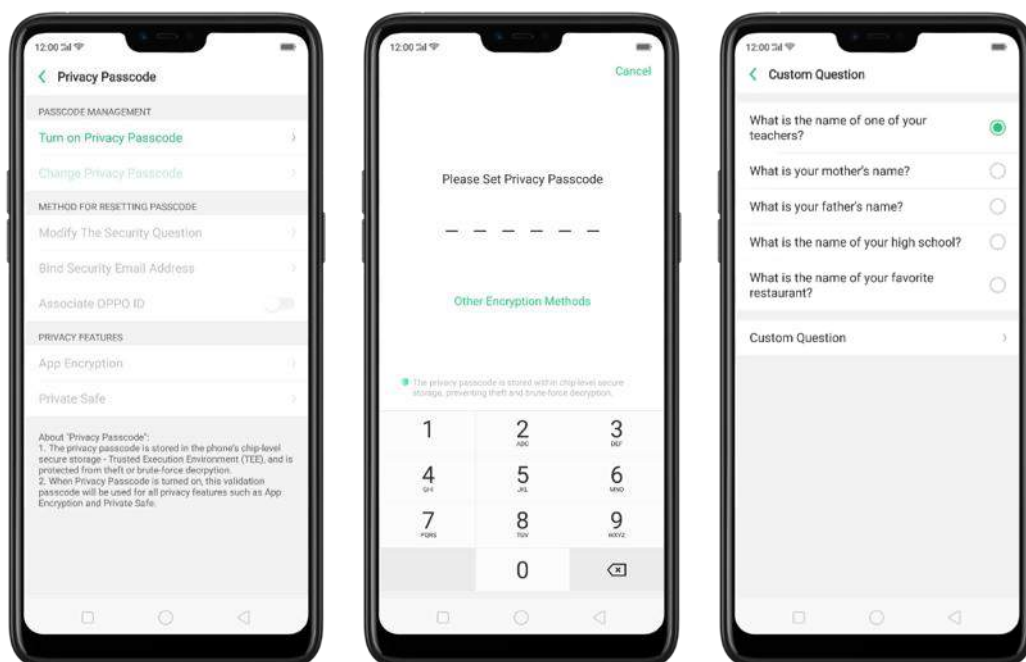 12:00
Privacy Passcode
PASSCODE MANAGEMENT
Turn on Privacy Passcode
Change Privacy Passcode
METHOD FOR RESETTING PASSCODE
Modify The Security Question
Bind Security Email Address
Associate OPPO ID
PRIVACY FEATURES
App Encryption
Private Safe
About "Privacy Passcode":
1. The privacy passcode is stored in the phone's chip-level
secure storage - Trusted Execution Environment (TEE), and is
protected from theft or brute-force decrpytion.
2. When Privacy Passcode is turned on, this validation
passcode will be used for all privacy features such as App
Encryption and Private Safe.
12:00
Cancel
Please Set Privacy Passcode
Other Encryption Methods
The privacy passcode is stored within chip-level secure
storage, preventing theft and brute-force decryption.
1 2 3
ABC DEF
4 5 6
GHI JKL MNO
7 8 9
PQRS TUV WXYZ
0
12:00
Custom Question
What is the name of one of your
teachers?
What is your mother's name?
What is your father's name?
What is the name of your high school?
What is the name of your favorite
restaurant?
Custom Question